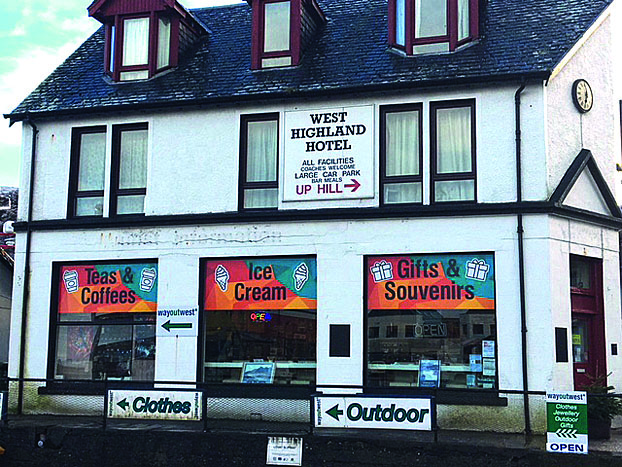 WEST
HIGHLAND
HOTEL
ALL FACILITIES
COACHES WELCOME
LARGE CAR PARK
BAR MEALS
UP HILL →
Teas &
Coffees
Ice
Cream
Gifts &
Souvenirs
wayoutwest
OPEN
OPEN
Clothes
wayoutwest
Outdoor
wayoutwest
Clothes
Jewellery
Outdoor
Gifts
<<<<
OPEN